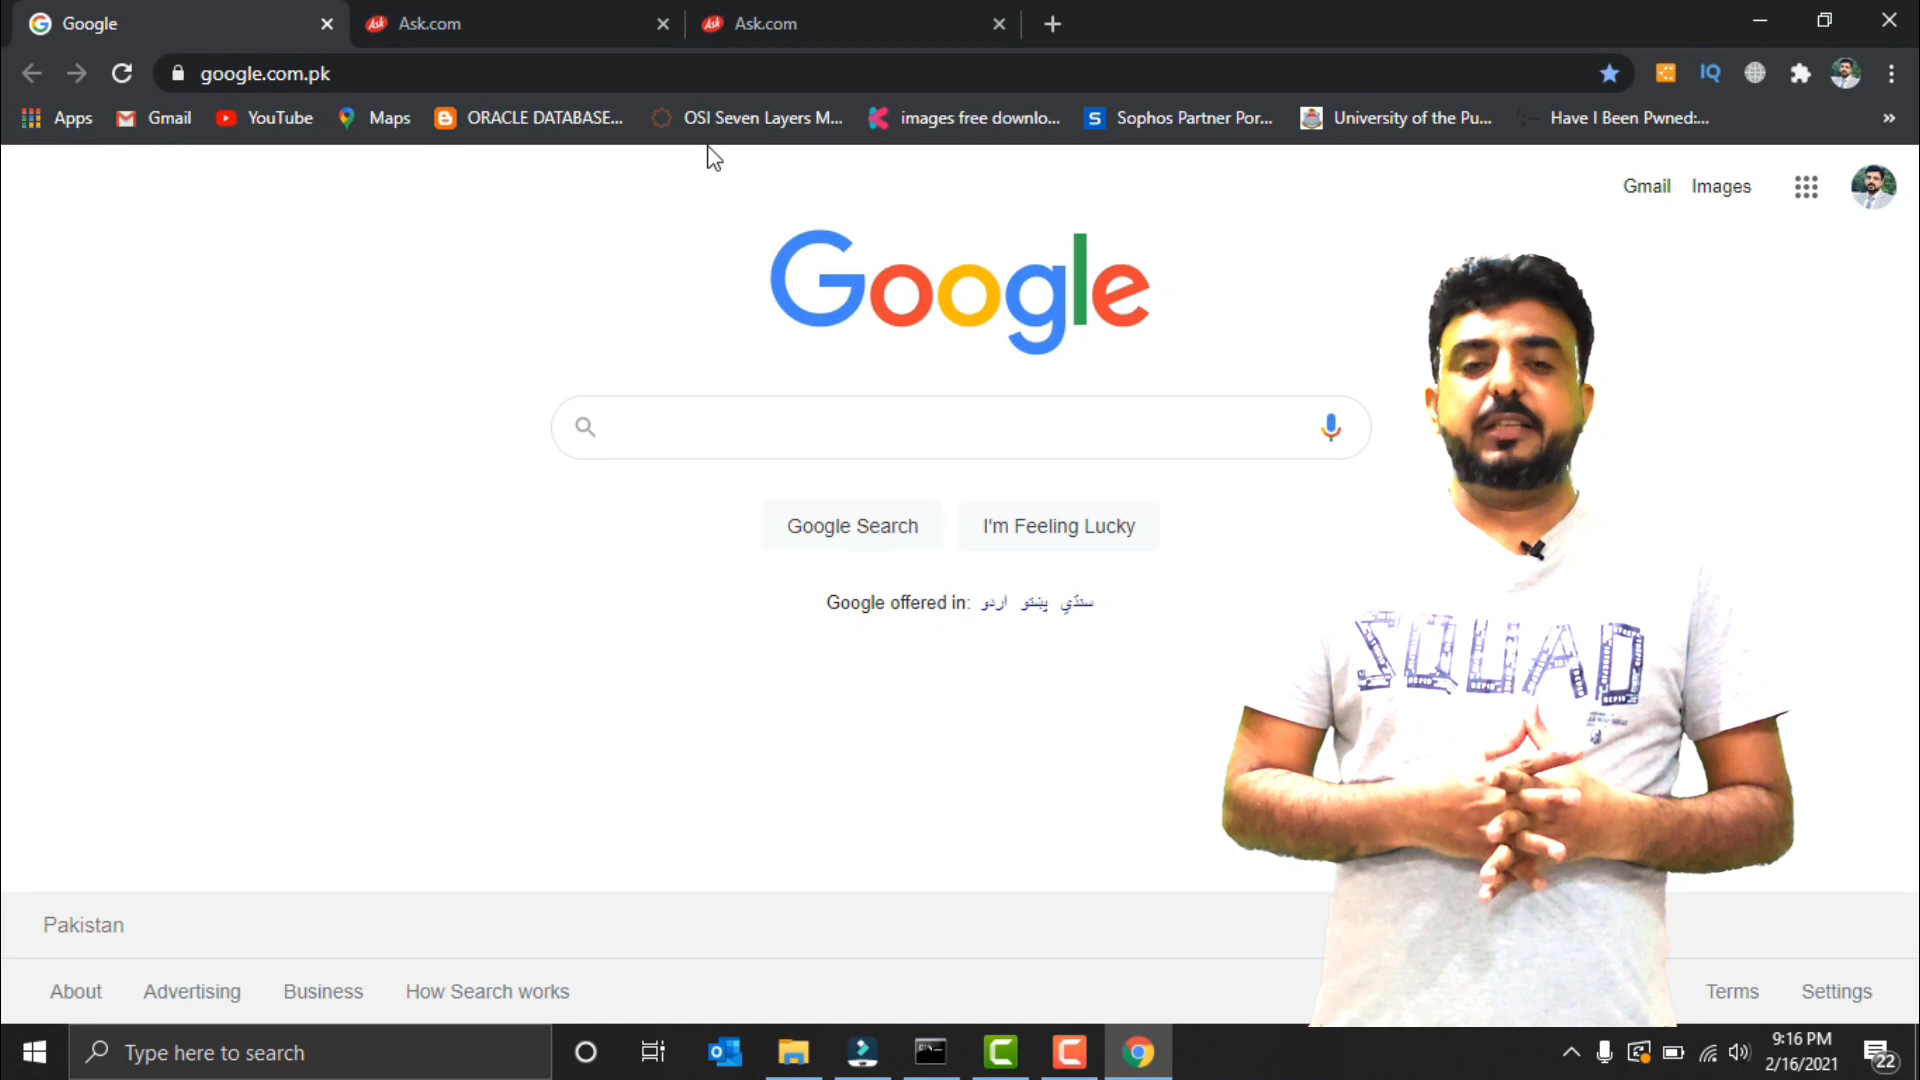 Google
Ask.com
Ask.com
google.com.pk
IQ
Apps
Gmail
YouTube
Maps
ORACLE DATABASE...
OSI Seven Layers M...
images free downlo...
Sophos Partner Por...
University of the Pu...
Have I Been Pwned:...
»
Gmail
Images
Google
Google Search
I'm Feeling Lucky
Google offered in: اردو پښتو سنڌي
SQUAD
Pakistan
About
Advertising
Business
How Search works
Terms
Settings
Type here to search
9:16 PM
2/16/2021
22